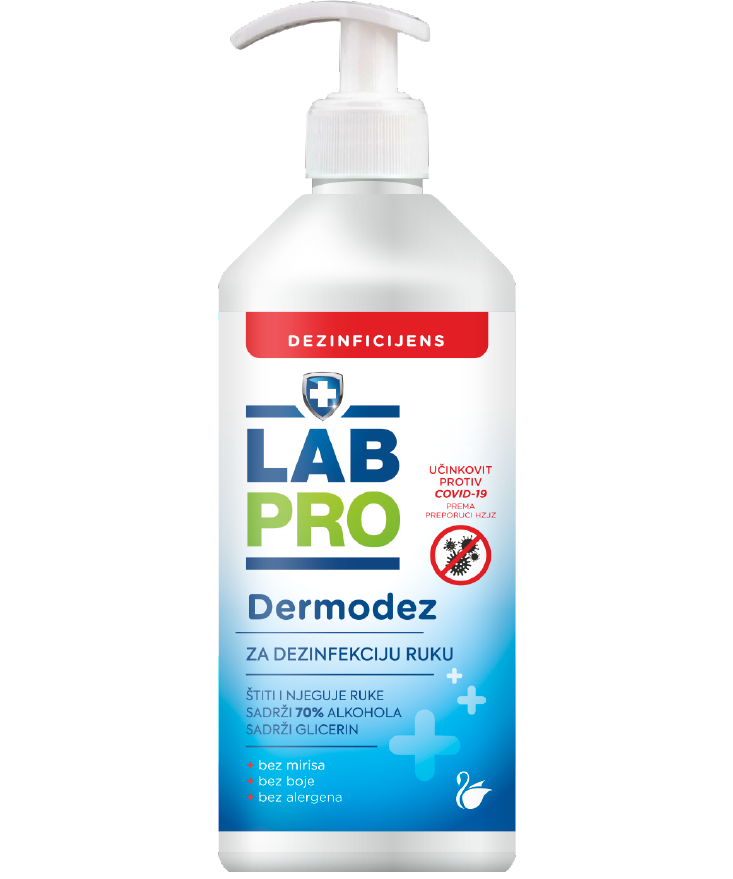 DEZINFICIJENS
LAB
PRO
UČINKOVIT
PROTIV
COVID-19
PREMA
PREPORUCI HZJZ
Dermodez
ZA DEZINFEKCIJU RUKU
ŠTITI I NJEGUJE RUKE
SADRŽI 70% ALKOHOLA
SADRŽI GLICERIN
bez mirisa
bez boje
bez alergena